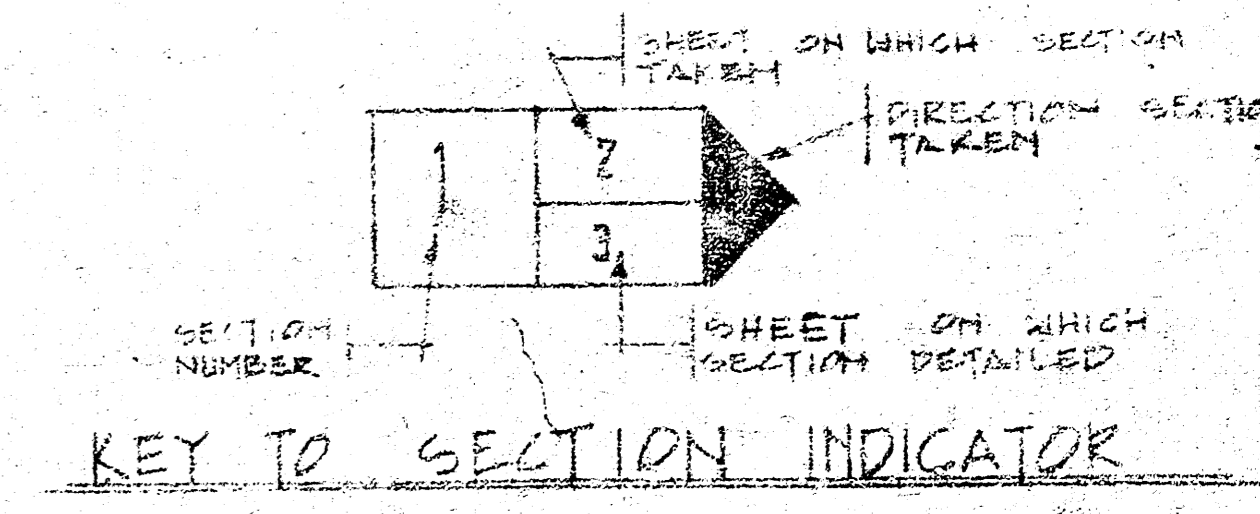 SHEET ON WHICH SECTION
TAKEN
DIRECTION SECTIO
TAKEN
1
2
3
SECTION
NUMBER
SHEET ON WHICH
SECTION DETAILED
KEY TO SECTION INDICATOR